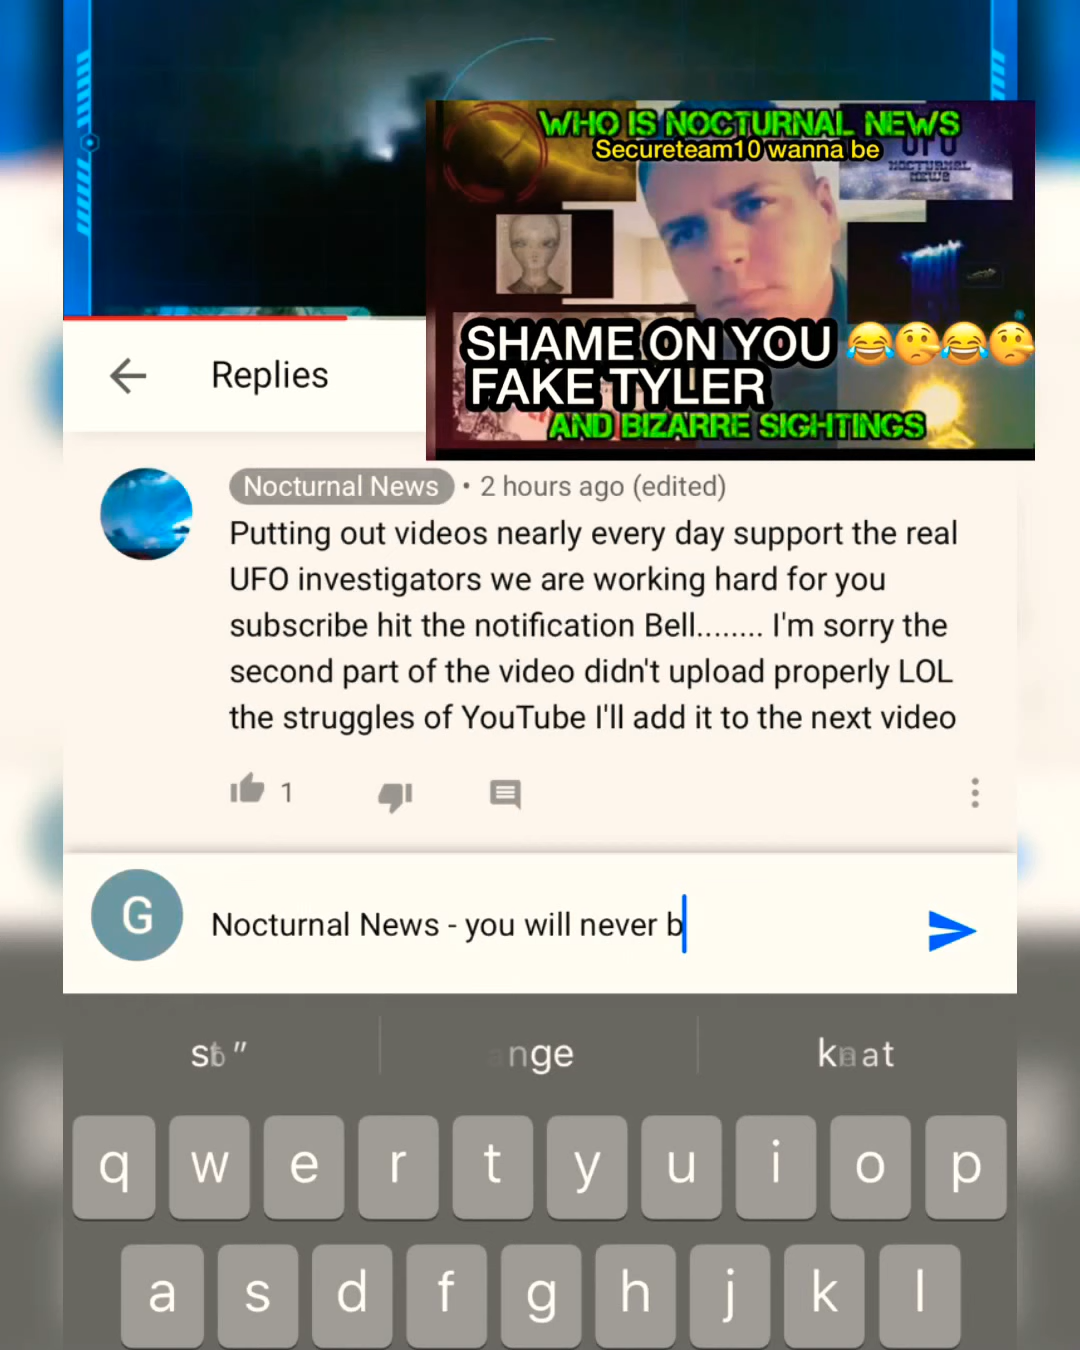 WHO IS NOCTURNAL NEWS
Secureteam10 wanna be
UFO
NOCTURNAL
NEWS
SHAME ON YOU 😂🤥😂🤥
FAKE TYLER
AND BIZARRE SIGHTINGS
Replies
Nocturnal News • 2 hours ago (edited)
Putting out videos nearly every day support the real
UFO investigators we are working hard for you
subscribe hit the notification Bell........ I'm sorry the
second part of the video didn't upload properly LOL
the struggles of YouTube I'll add it to the next video
1
G
Nocturnal News - you will never b
q w e r t y u i o p
a s d f g h j k l